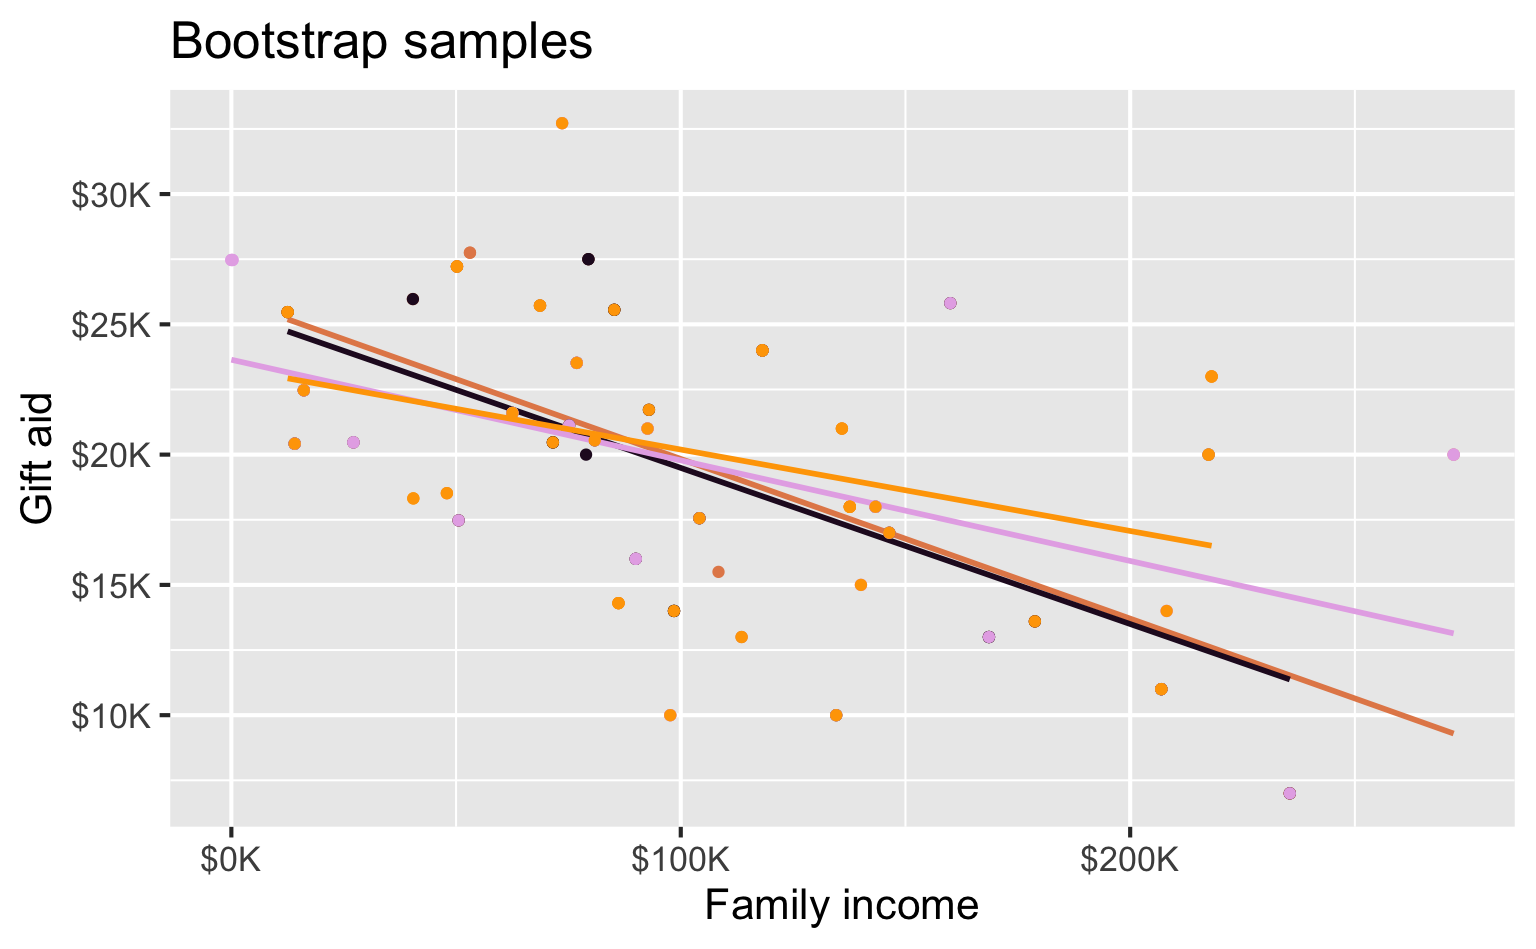 Bootstrap samples
Gift aid
$30K
$25K
$20K
$15K
$10K
$0K $100K $200K
Family income